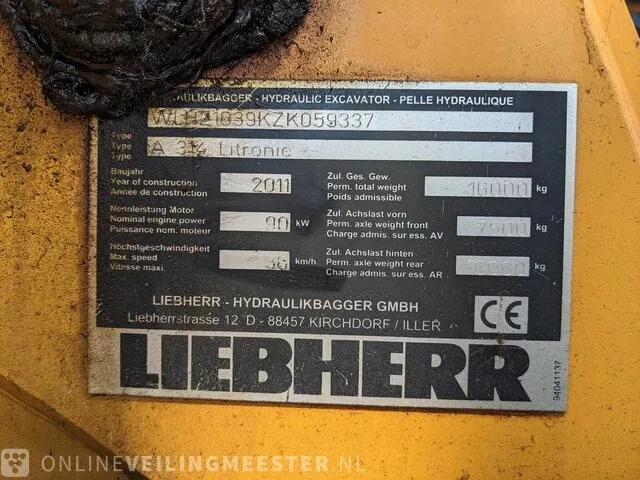 HYDRAULIKBAGGER - HYDRAULIC EXCAVATOR - PELLE HYDRAULIQUE
WLHZ1039KZK059337
Type
Type A 314 Litronic
Type
Baujahr
Year of construction 2011
Année de construction
Nennleistung Motor
Nominal engine power 90 kW
Puissance nom. moteur
Höchstgeschwindigkeit
Max. speed km/h
Vitesse maxi.
Zul. Ges. Gew.
Perm. total weight 16000 kg
Poids admissible
Zul. Achslast vorn
Perm. axle weight front kg
Charge admis. sur ess. AV
Zul. Achslast hinten
Perm. axle weight rear kg
Charge admis. sur ess. AR
LIEBHERR - HYDRAULIKBAGGER GMBH
Liebherrstrasse 12 D - 88457 KIRCHDORF / ILLER
CE
LIEBHERR
94041137
ONLINEVEILINGMEESTER.NL